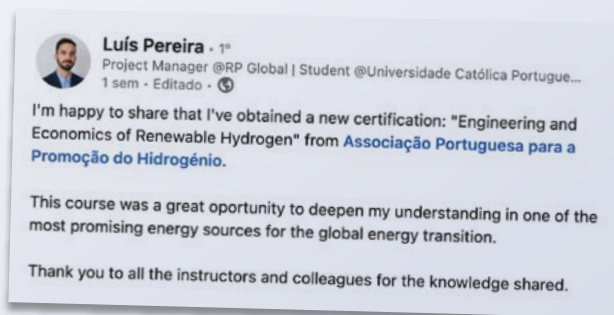 Luís Pereira · 1º
Project Manager @RP Global | Student @Universidade Católica Portugue...
1 sem · Editado ·
I'm happy to share that I've obtained a new certification: "Engineering and
Economics of Renewable Hydrogen" from Associação Portuguesa para a
Promoção do Hidrogénio.
This course was a great oportunity to deepen my understanding in one of the
most promising energy sources for the global energy transition.
Thank you to all the instructors and colleagues for the knowledge shared.